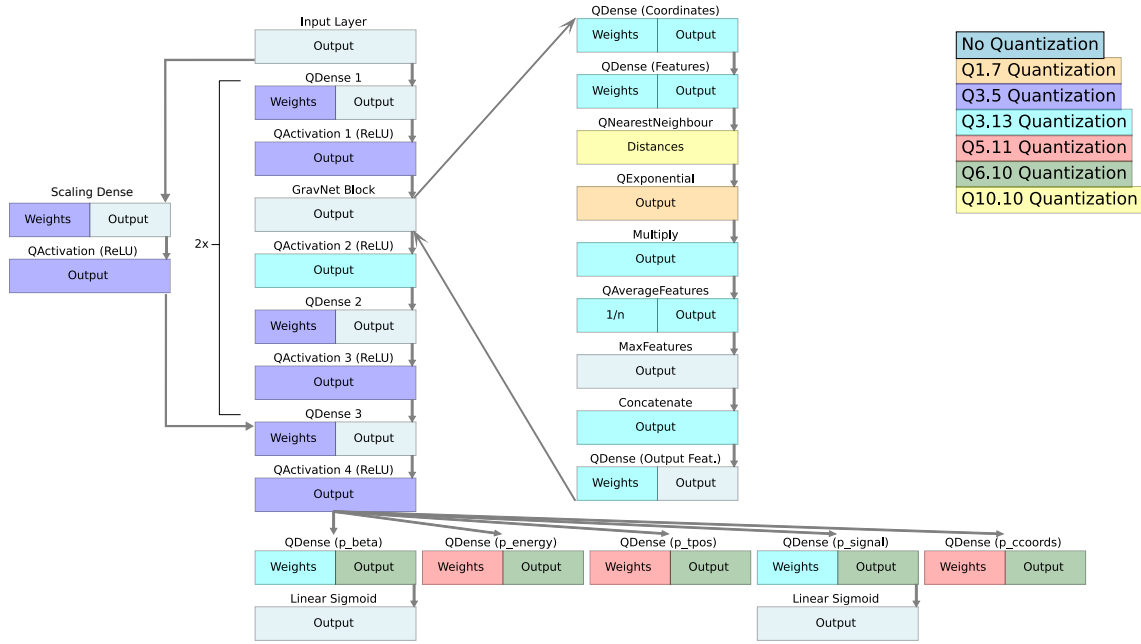 Input Layer
Output
QDense 1
Weights Output
QActivation 1 (ReLU)
Output
GravNet Block
Output
QActivation 2 (ReLU)
Output
QDense 2
Weights Output
QActivation 3 (ReLU)
Output
QDense 3
Weights Output
QActivation 4 (ReLU)
Output
2x
Scaling Dense
Weights Output
QActivation (ReLU)
Output
QDense (Coordinates)
Weights Output
QDense (Features)
Weights Output
QNearestNeighbour
Distances
QExponential
Output
Multiply
Output
QAverageFeatures
1/n Output
MaxFeatures
Output
Concatenate
Output
QDense (Output Feat.)
Weights Output
No Quantization
Q1.7 Quantization
Q3.5 Quantization
Q3.13 Quantization
Q5.11 Quantization
Q6.10 Quantization
Q10.10 Quantization
QDense (p_beta)
Weights Output
Linear Sigmoid
Output
QDense (p_energy)
Weights Output
QDense (p_tpos)
Weights Output
QDense (p_signal)
Weights Output
Linear Sigmoid
Output
QDense (p_ccoords)
Weights Output